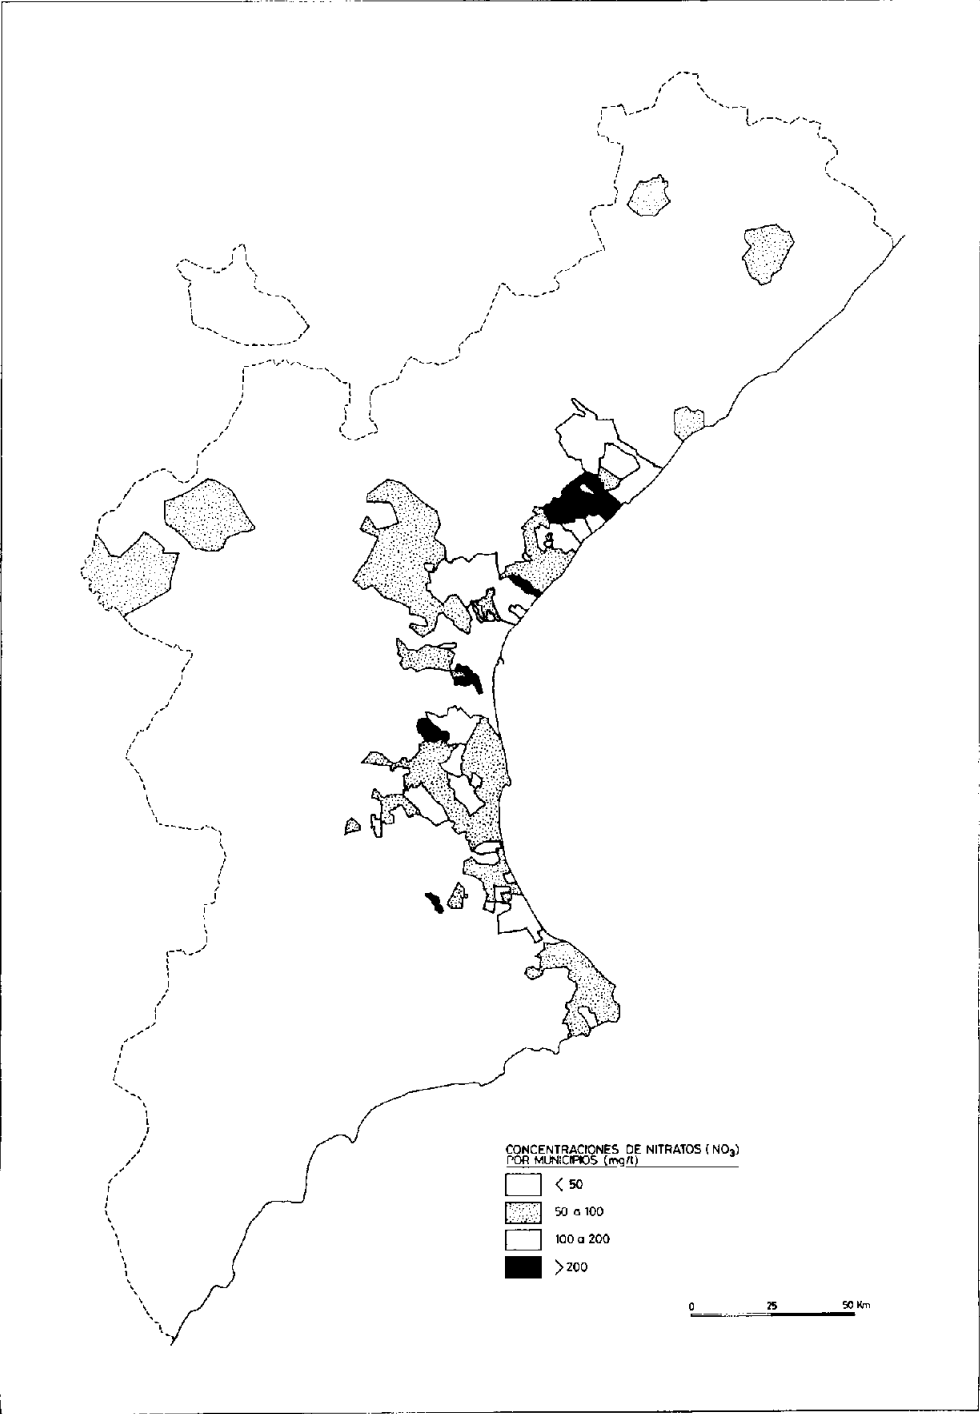 CONCENTRACIONES DE NITRATOS (NO₃)
POR MUNICIPIOS (mg/l)
< 50
50 a 100
100 a 200
> 200
0 25 50 Km